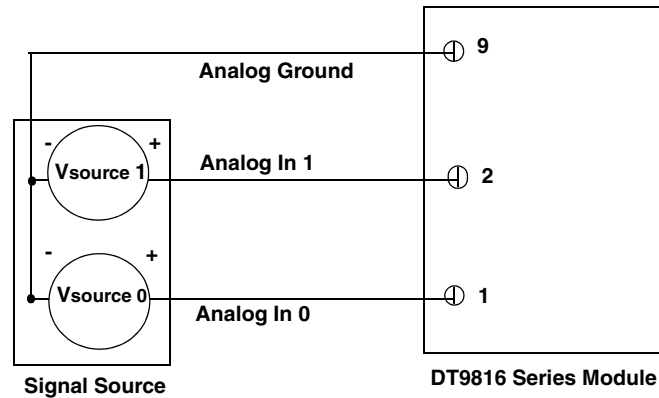 9
Analog Ground
- +
Vsource 1
Analog In 1
2
- +
Vsource 0
Analog In 0
1
Signal Source
DT9816 Series Module